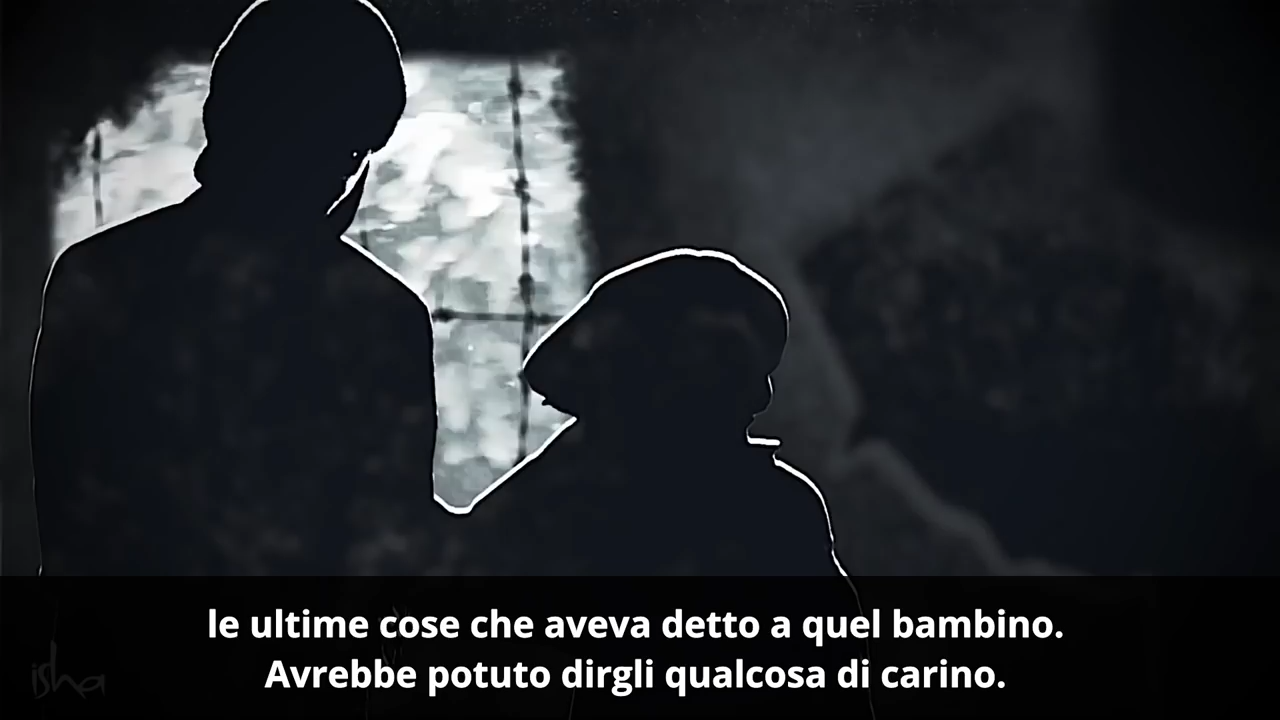 le ultime cose che aveva detto a quel bambino.
Avrebbe potuto dirgli qualcosa di carino.
isha